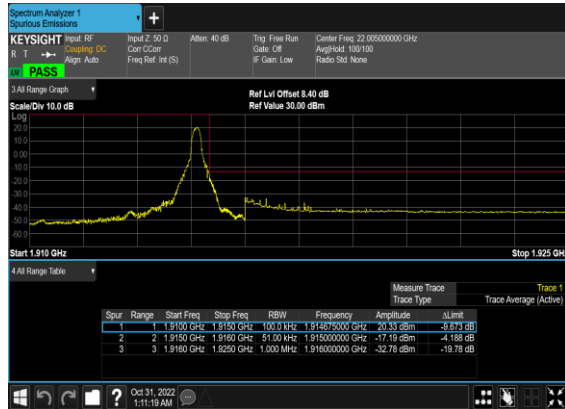 Spectrum Analyzer 1
Spurious Emissions
+
KEYSIGHT Input: RF Input Z: 50 Ω Atten: 40 dB Trig: Free Run Center Freq: 22.005000000 GHz
R T Coupling: DC Corr CCorr Gate: Off Avg|Hold: 100/100
Align: Auto Freq Ref: Int (S) IF Gain: Low Radio Std: None
PASS
3 All Range Graph
Ref Lvl Offset 8.40 dB
Scale/Div 10.0 dB Ref Value 30.00 dBm
Log
20.0
10.0
0.00
-10.0
-20.0
-30.0
-40.0
-50.0
-60.0
Start 1.910 GHz Stop 1.925 GHz
4 All Range Table
Measure Trace Trace 1
Trace Type Trace Average (Active)
Spur Range Start Freq Stop Freq RBW Frequency Amplitude ΔLimit
1 1 1.9100 GHz 1.9150 GHz 100.0 kHz 1.914675000 GHz 20.33 dBm -9.673 dB
2 2 1.9150 GHz 1.9160 GHz 51.00 kHz 1.915000000 GHz -17.19 dBm -4.188 dB
3 3 1.9160 GHz 1.9250 GHz 1.000 MHz 1.916000000 GHz -32.78 dBm -19.78 dB
? Oct 31, 2022
1:11:19 AM